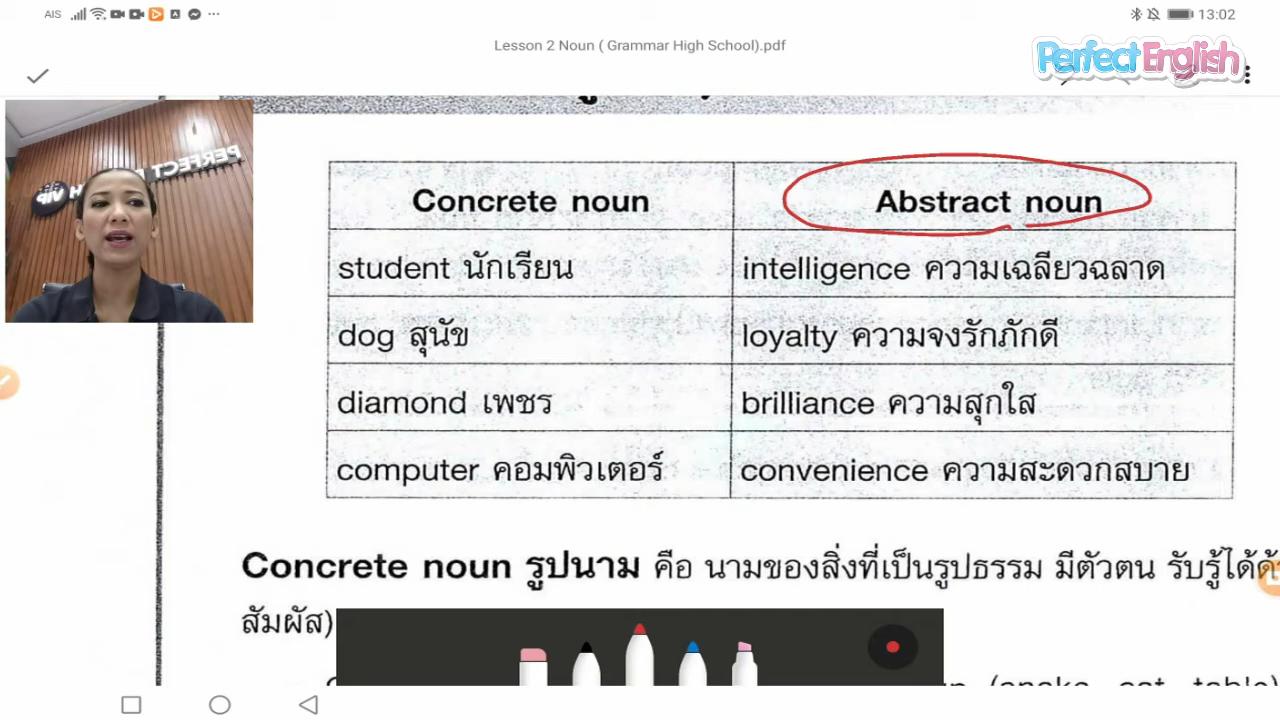 AIS
13:02
Lesson 2 Noun ( Grammar High School).pdf
Perfect English
Concrete noun
Abstract noun
student นักเรียน
intelligence ความเฉลียวฉลาด
dog สุนัข
loyalty ความจงรักภักดี
diamond เพชร
brilliance ความสุกใส
computer คอมพิวเตอร์
convenience ความสะดวกสบาย
Concrete noun รูปนาม คือ นามของสิ่งที่เป็นรูปธรรม มีตัวตน รับรู้ได้
สัมผัส)